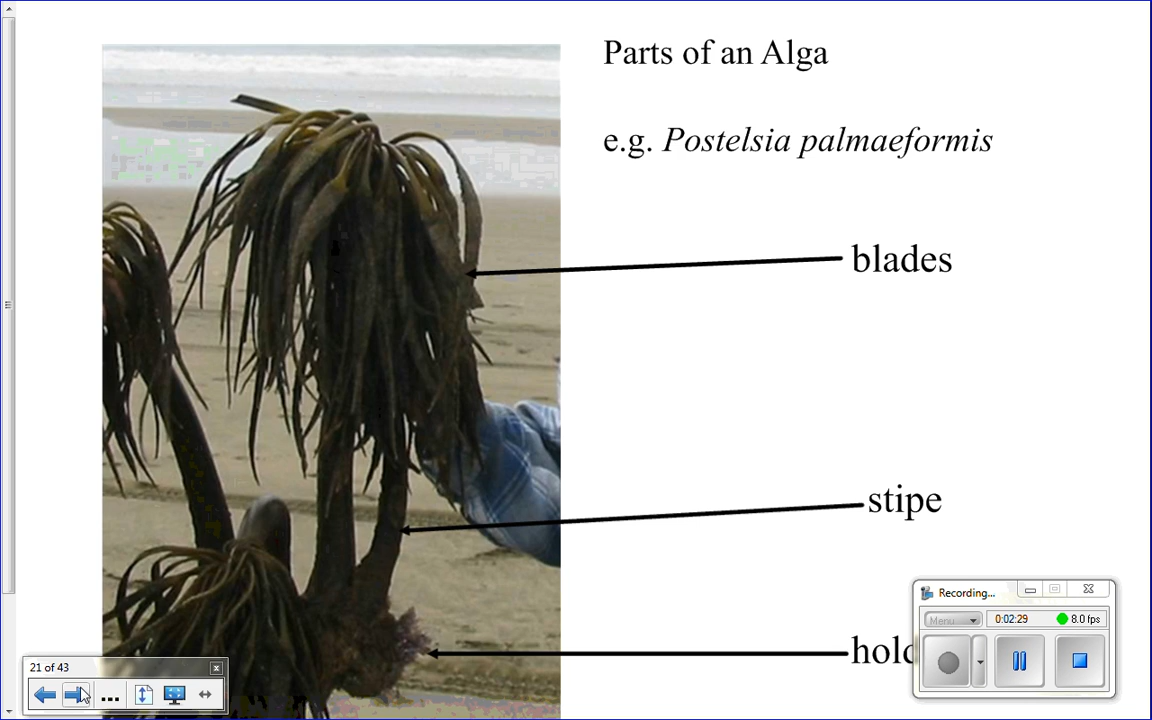 Parts of an Alga
e.g. Postelsia palmaeformis
blades
stipe
hold
Recording...
Menu
0:02:29
8.0 fps
21 of 43